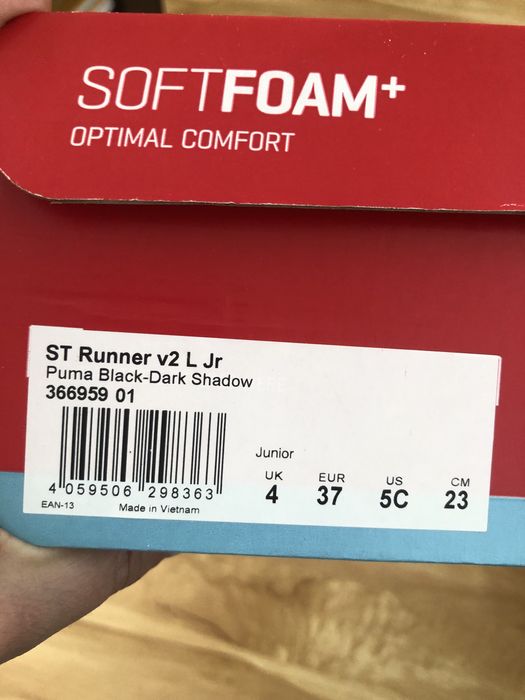 SOFTFOAM+
OPTIMAL COMFORT
ST Runner v2 L Jr
Puma Black-Dark Shadow
366959 01
4 059506 298363
EAN-13
Made in Vietnam
Junior
UK EUR US CM
4 37 5C 23